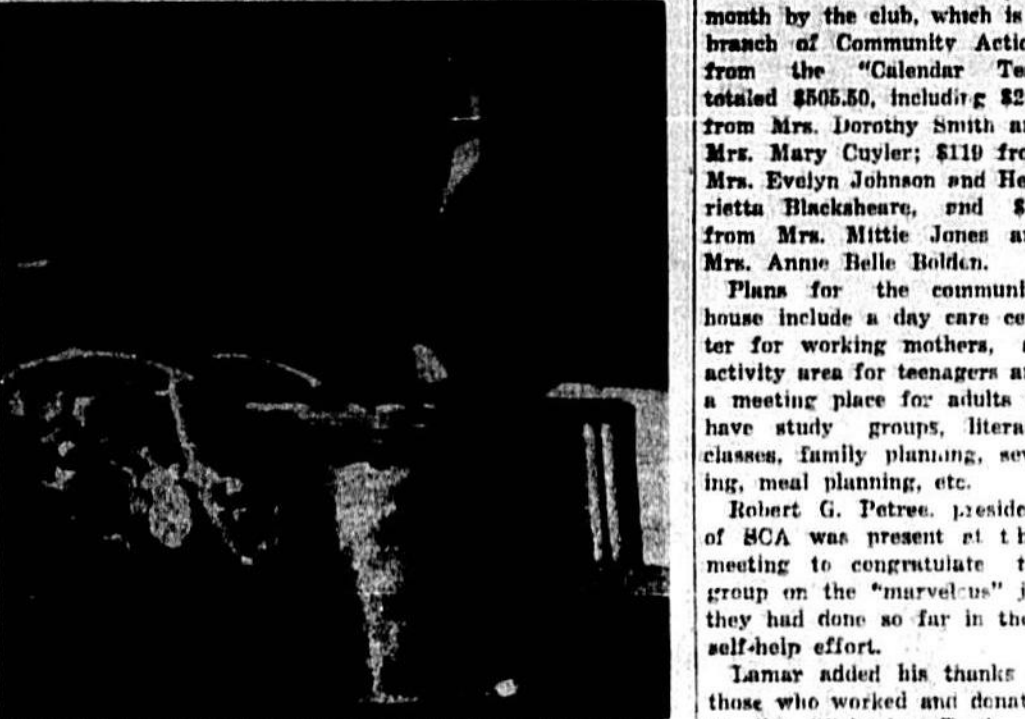 month by the club, which is
branch of Community Actio
from the "Calendar Te
totaled $505.50, including $2
from Mrs. Dorothy Smith an
Mrs. Mary Cuyler; $119 fro
Mrs. Evelyn Johnson and He
rietta Blacksheare, and $
from Mrs. Mittie Jones an
Mrs. Annie Belle Bolden.
Plans for the communi
house include a day care ce
ter for working mothers, a
activity area for teenagers an
a meeting place for adults
have study groups, litera
classes, family planning, sew
ing, meal planning, etc.
Robert G. Petree, preside
of SCA was present at th
meeting to congratulate t
group on the "marvelous" j
they had done so far in the
self-help effort.
Lamar added his thanks
those who worked and donat